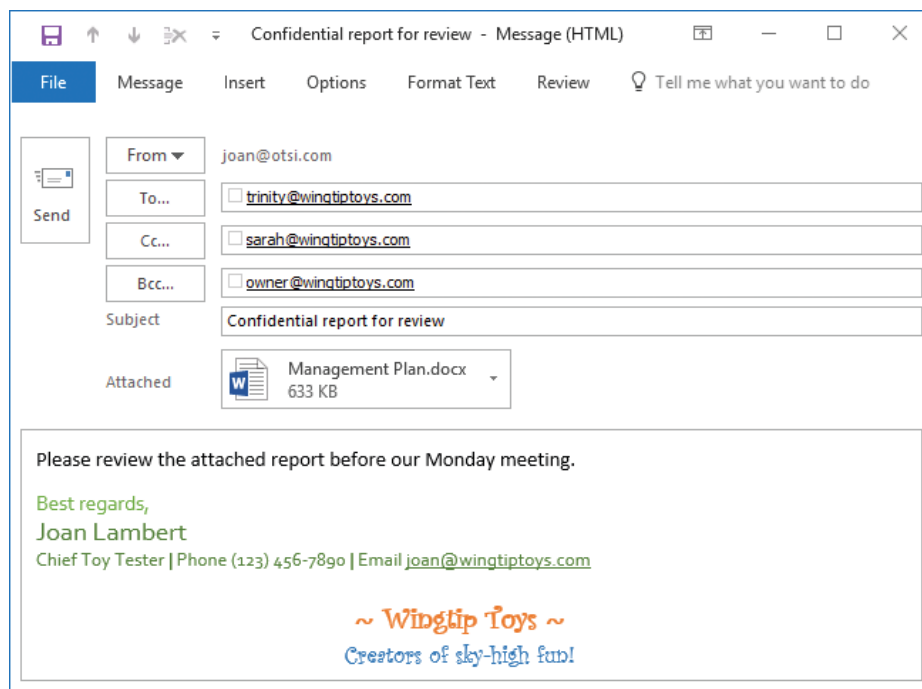 Confidential report for review - Message (HTML)
File Message Insert Options Format Text Review Tell me what you want to do
From joan@otsi.com
Send
To... trinity@wingtiptoys.com
Cc... sarah@wingtiptoys.com
Bcc... owner@wingtiptoys.com
Subject Confidential report for review
Attached
W
Management Plan.docx
633 KB
Please review the attached report before our Monday meeting.
Best regards,
Joan Lambert
Chief Toy Tester | Phone (123) 456-7890 | Email joan@wingtiptoys.com
~ Wingtip Toys ~
Creators of sky-high fun!